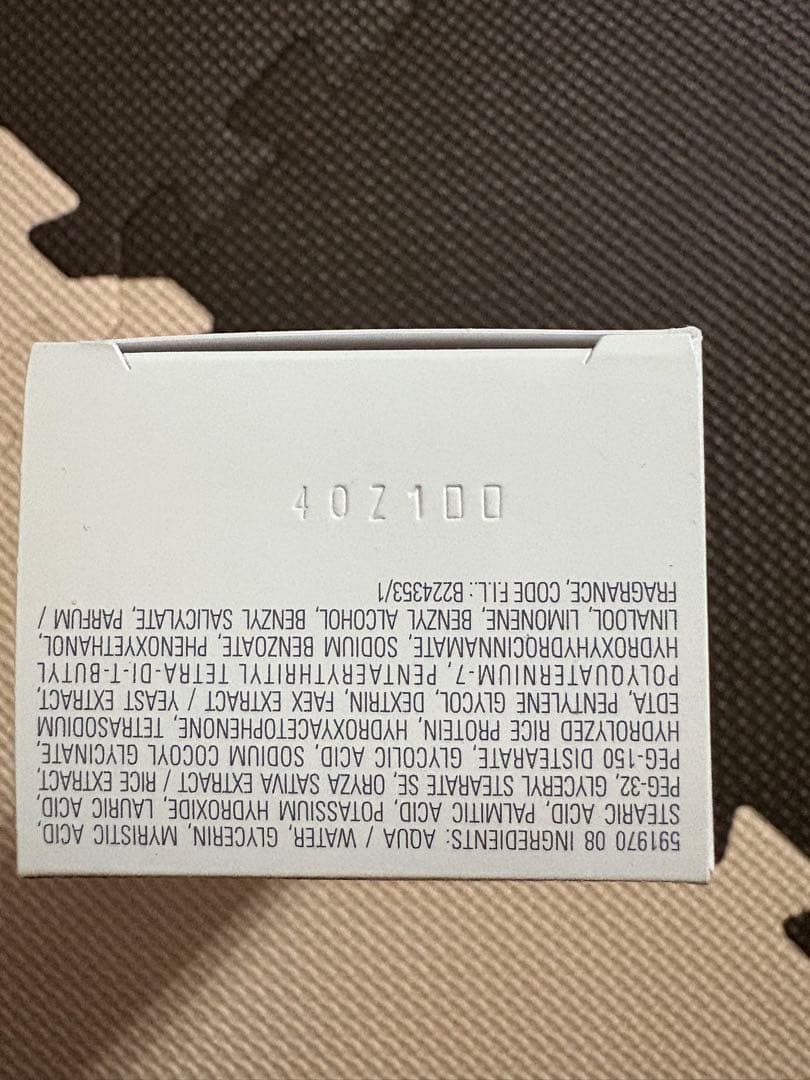 40Z100
591970 08 INGREDIENTS: AQUA / WATER, GLYCERIN, MYRISTIC ACID,
STEARIC ACID, PALMITIC ACID, POTASSIUM HYDROXIDE, LAURIC ACID,
PEG-32, GLYCERYL STEARATE SE, ORYZA SATIVA EXTRACT / RICE EXTRACT,
PEG-150 DISTEARATE, GLYCOLIC ACID, SODIUM COCOYL GLYCINATE,
HYDROLYZED RICE PROTEIN, HYDROXYACETOPHENONE, TETRASODIUM
EDTA, PENTYLENE GLYCOL, DEXTRIN, FAEX EXTRACT / YEAST EXTRACT,
POLYQUATERNIUM-7, PENTAERYTHRITYL TETRA-DI-T-BUTYL
HYDROXYHYDROCINNAMATE, SODIUM BENZOATE, PHENOXYETHANOL,
LINALOOL, LIMONENE, BENZYL ALCOHOL, BENZYL SALICYLATE, PARFUM /
FRAGRANCE, CODE F.I.L.: B224353/1